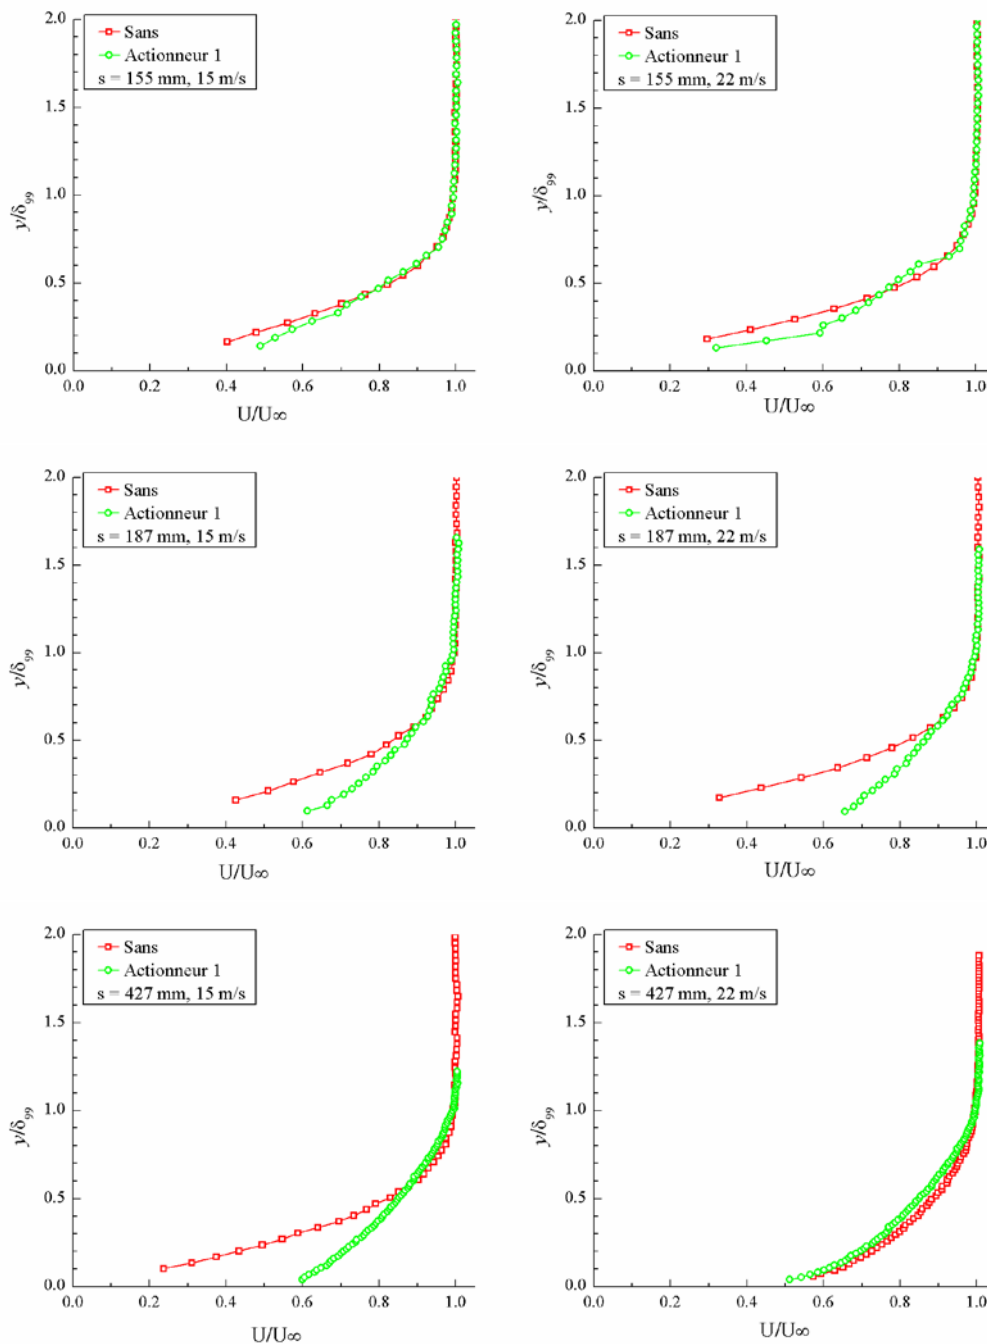 Sans
Actionneur 1
s = 155 mm, 15 m/s
2.0
1.5
1.0
0.5
0.0
y/δ99
0.0 0.2 0.4 0.6 0.8 1.0
U/U∞
Sans
Actionneur 1
s = 155 mm, 22 m/s
2.0
1.5
1.0
0.5
0.0
y/δ99
0.0 0.2 0.4 0.6 0.8 1.0
U/U∞
Sans
Actionneur 1
s = 187 mm, 15 m/s
2.0
1.5
1.0
0.5
0.0
y/δ99
0.0 0.2 0.4 0.6 0.8 1.0
U/U∞
Sans
Actionneur 1
s = 187 mm, 22 m/s
2.0
1.5
1.0
0.5
0.0
y/δ99
0.0 0.2 0.4 0.6 0.8 1.0
U/U∞
Sans
Actionneur 1
s = 427 mm, 15 m/s
2.0
1.5
1.0
0.5
0.0
y/δ99
0.0 0.2 0.4 0.6 0.8 1.0
U/U∞
Sans
Actionneur 1
s = 427 mm, 22 m/s
2.0
1.5
1.0
0.5
0.0
y/δ99
0.0 0.2 0.4 0.6 0.8 1.0
U/U∞